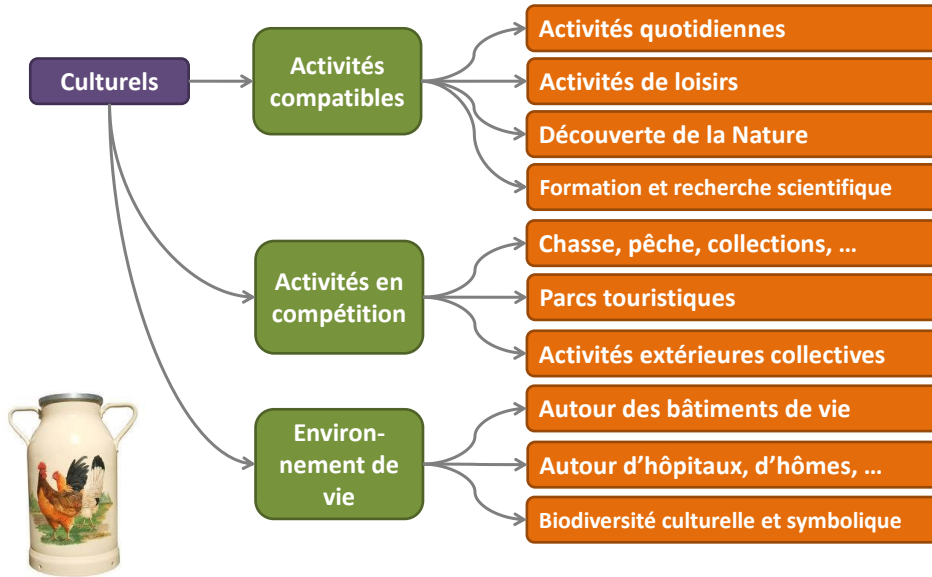 Culturels
Activités
compatibles
Activités quotidiennes
Activités de loisirs
Découverte de la Nature
Formation et recherche scientifique
Activités en
compétition
Chasse, pêche, collections, …
Parcs touristiques
Activités extérieures collectives
Environ-
nement de
vie
Autour des bâtiments de vie
Autour d’hôpitaux, d’hômes, …
Biodiversité culturelle et symbolique